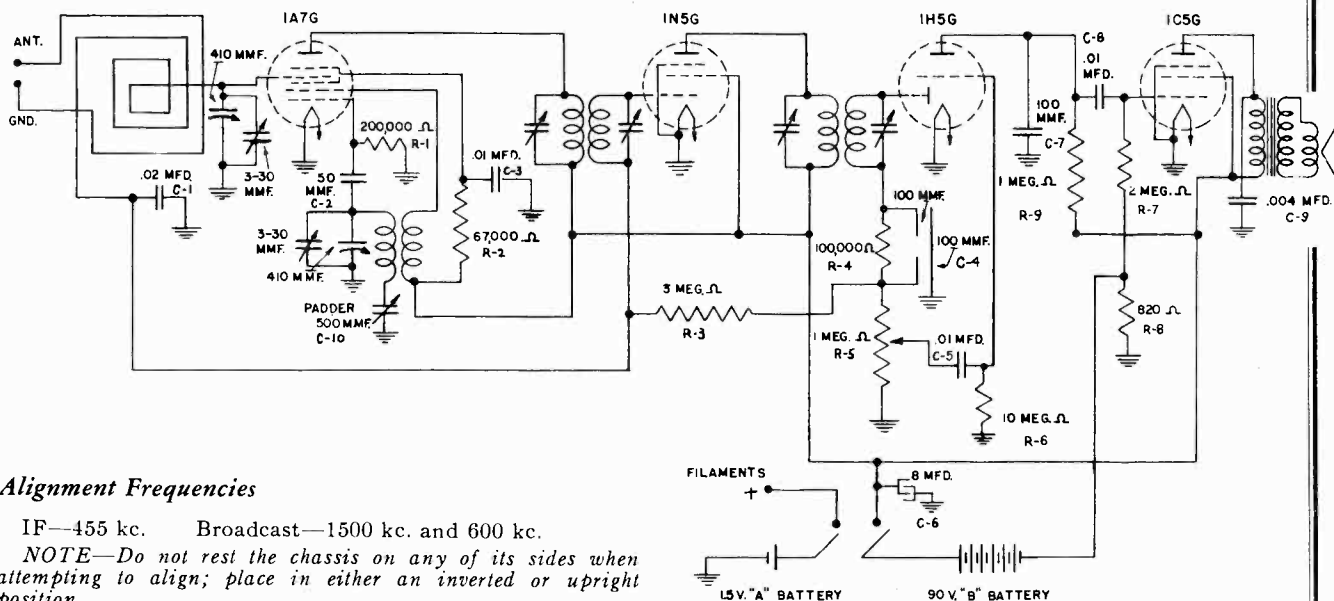 1A7G
1N5G
1H5G
1C5G
ANT.
GND.
410 MMF.
3-30
MMF.
.02 MFD.
C-1
200,000 Ω
R-1
50
MMF.
C-2
.01 MFD.
C-3
3-30
MMF.
410 MMF.
67,000 Ω
R-2
PADDER
500 MMF.
C-10
3 MEG. Ω
R-3
100 MMF.
100,000 Ω
R-4
100 MMF.
C-4
1 MEG. Ω
R-5
.01 MFD.
C-5
10 MEG. Ω
R-6
C-8
.01
MFD.
100
MMF.
C-7
1 MEG. Ω
R-9
2 MEG. Ω
R-7
820 Ω
R-8
.004 MFD.
C-9
FILAMENTS
+
8 MFD.
C-6
1.5 V. "A" BATTERY
90 V. "B" BATTERY
Alignment Frequencies
IF—455 kc. Broadcast—1500 kc. and 600 kc.
NOTE—Do not rest the chassis on any of its sides when
attempting to align; place in either an inverted or upright
position